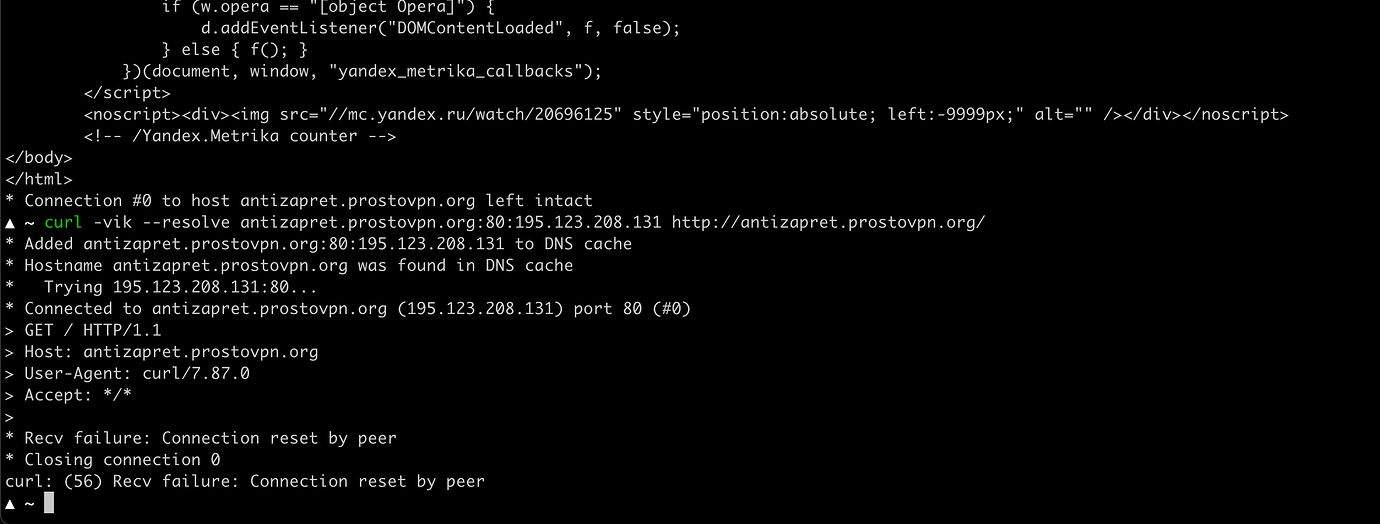 if (w.opera == "[object Opera]") {
d.addEventListener("DOMContentLoaded", f, false);
} else { f(); }
})(document, window, "yandex_metrika_callbacks");
</script>
<noscript><div><img src="//mc.yandex.ru/watch/20696125" style="position:absolute; left:-9999px;" alt="" /></div></noscript>
<!-- /Yandex.Metrika counter -->
</body>
</html>
* Connection #0 to host antizapret.prostovpn.org left intact
▲ ~ curl -vik --resolve antizapret.prostovpn.org:80:195.123.208.131 http://antizapret.prostovpn.org/
* Added antizapret.prostovpn.org:80:195.123.208.131 to DNS cache
* Hostname antizapret.prostovpn.org was found in DNS cache
*   Trying 195.123.208.131:80...
* Connected to antizapret.prostovpn.org (195.123.208.131) port 80 (#0)
> GET / HTTP/1.1
> Host: antizapret.prostovpn.org
> User-Agent: curl/7.87.0
> Accept: */*
>
* Recv failure: Connection reset by peer
* Closing connection 0
curl: (56) Recv failure: Connection reset by peer
▲ ~